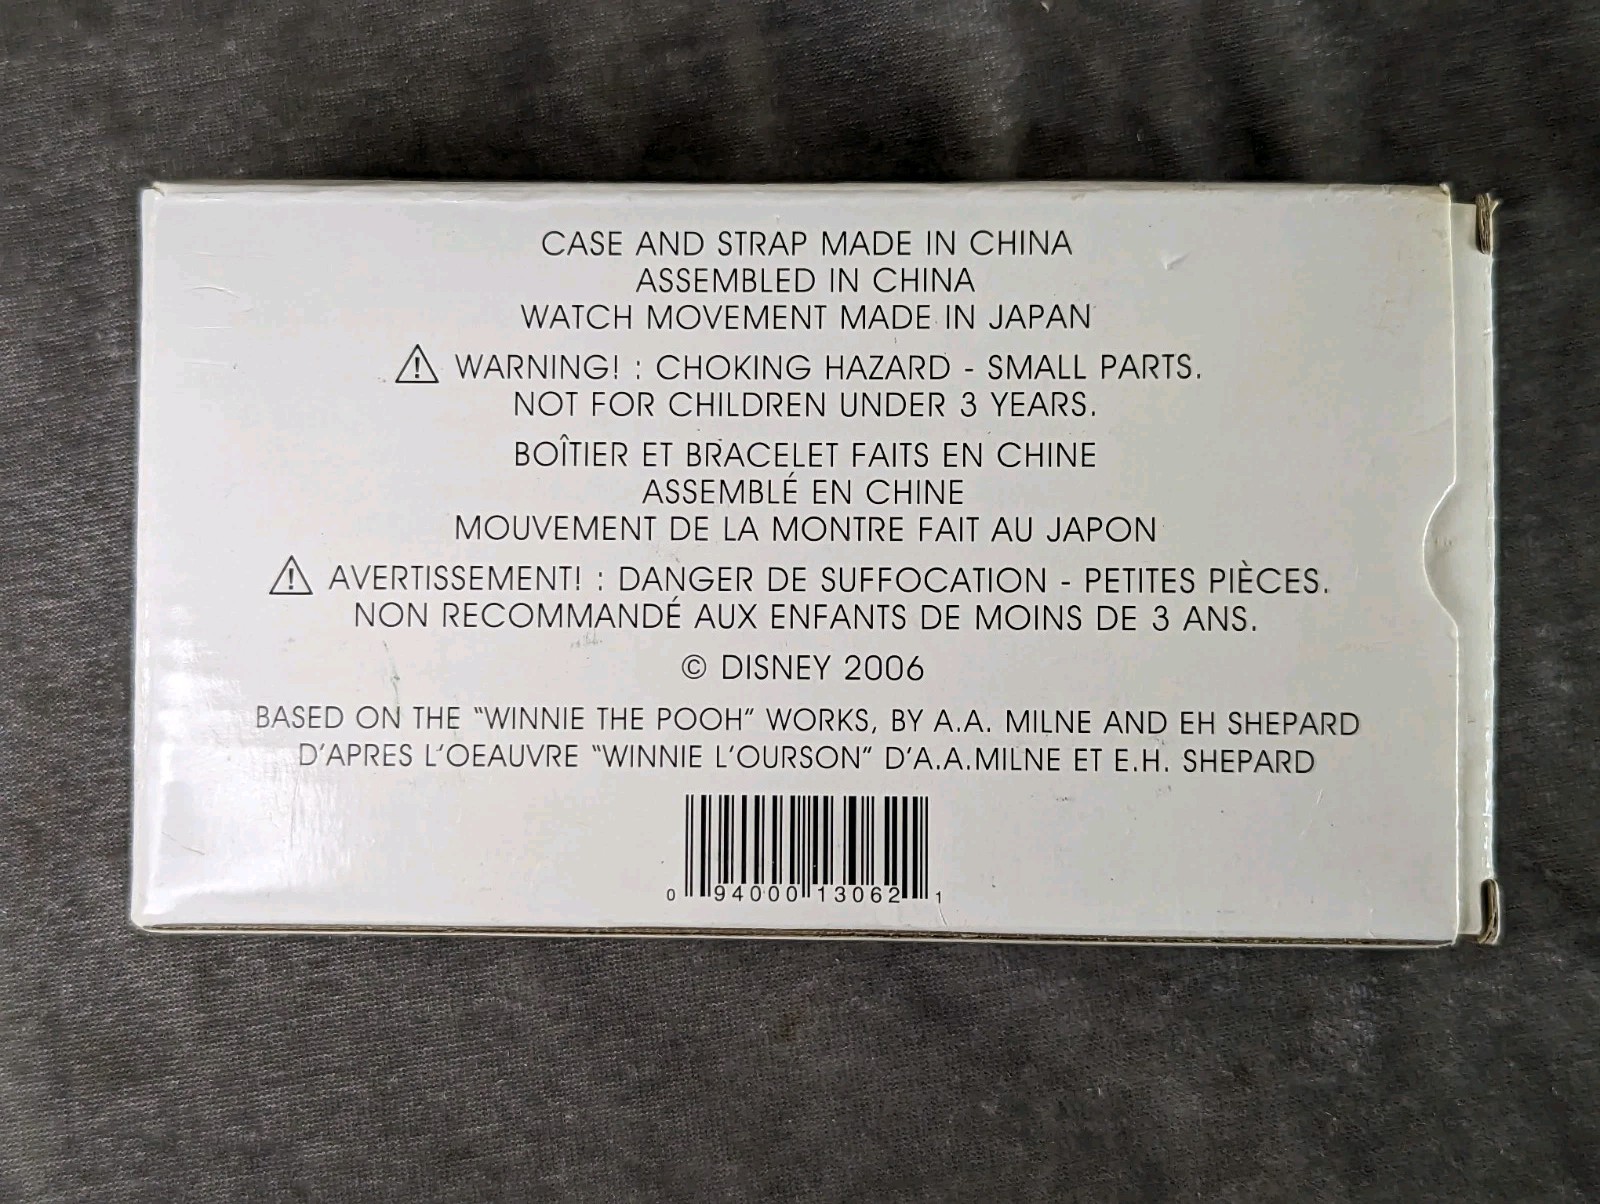 CASE AND STRAP MADE IN CHINA
ASSEMBLED IN CHINA
WATCH MOVEMENT MADE IN JAPAN
⚠ WARNING! : CHOKING HAZARD - SMALL PARTS.
NOT FOR CHILDREN UNDER 3 YEARS.
BOÎTIER ET BRACELET FAITS EN CHINE
ASSEMBLÉ EN CHINE
MOUVEMENT DE LA MONTRE FAIT AU JAPON
⚠ AVERTISSEMENT! : DANGER DE SUFFOCATION - PETITES PIÈCES.
NON RECOMMANDÉ AUX ENFANTS DE MOINS DE 3 ANS.
© DISNEY 2006
BASED ON THE “WINNIE THE POOH” WORKS, BY A.A. MILNE AND EH SHEPARD
D'APRES L'OEAUVRE “WINNIE L'OURSON” D'A.A.MILNE ET E.H. SHEPARD
0 94000 13062 1